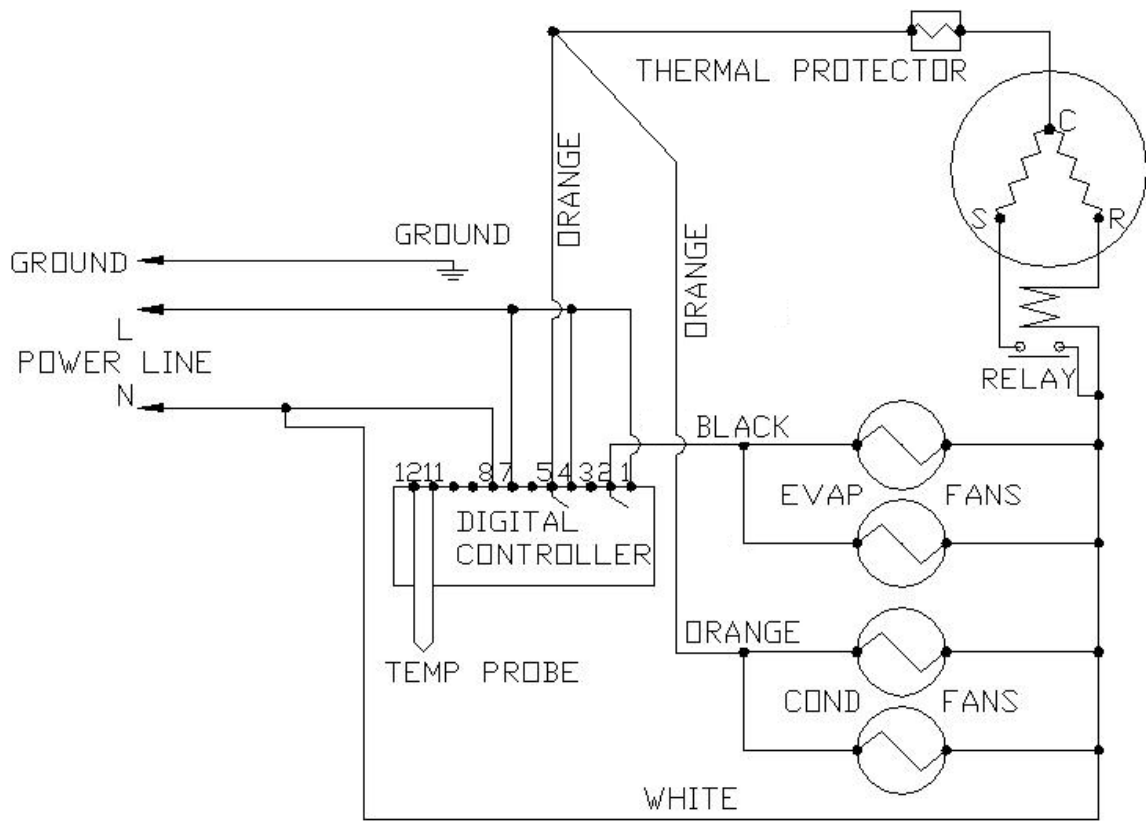 THERMAL PROTECTOR
C
S R
ORANGE
ORANGE
GROUND
GROUND
L
POWER LINE
N
RELAY
BLACK
12 11 8 7 5 4 3 2 1
EVAP FANS
DIGITAL
CONTROLLER
ORANGE
TEMP PROBE
COND FANS
WHITE